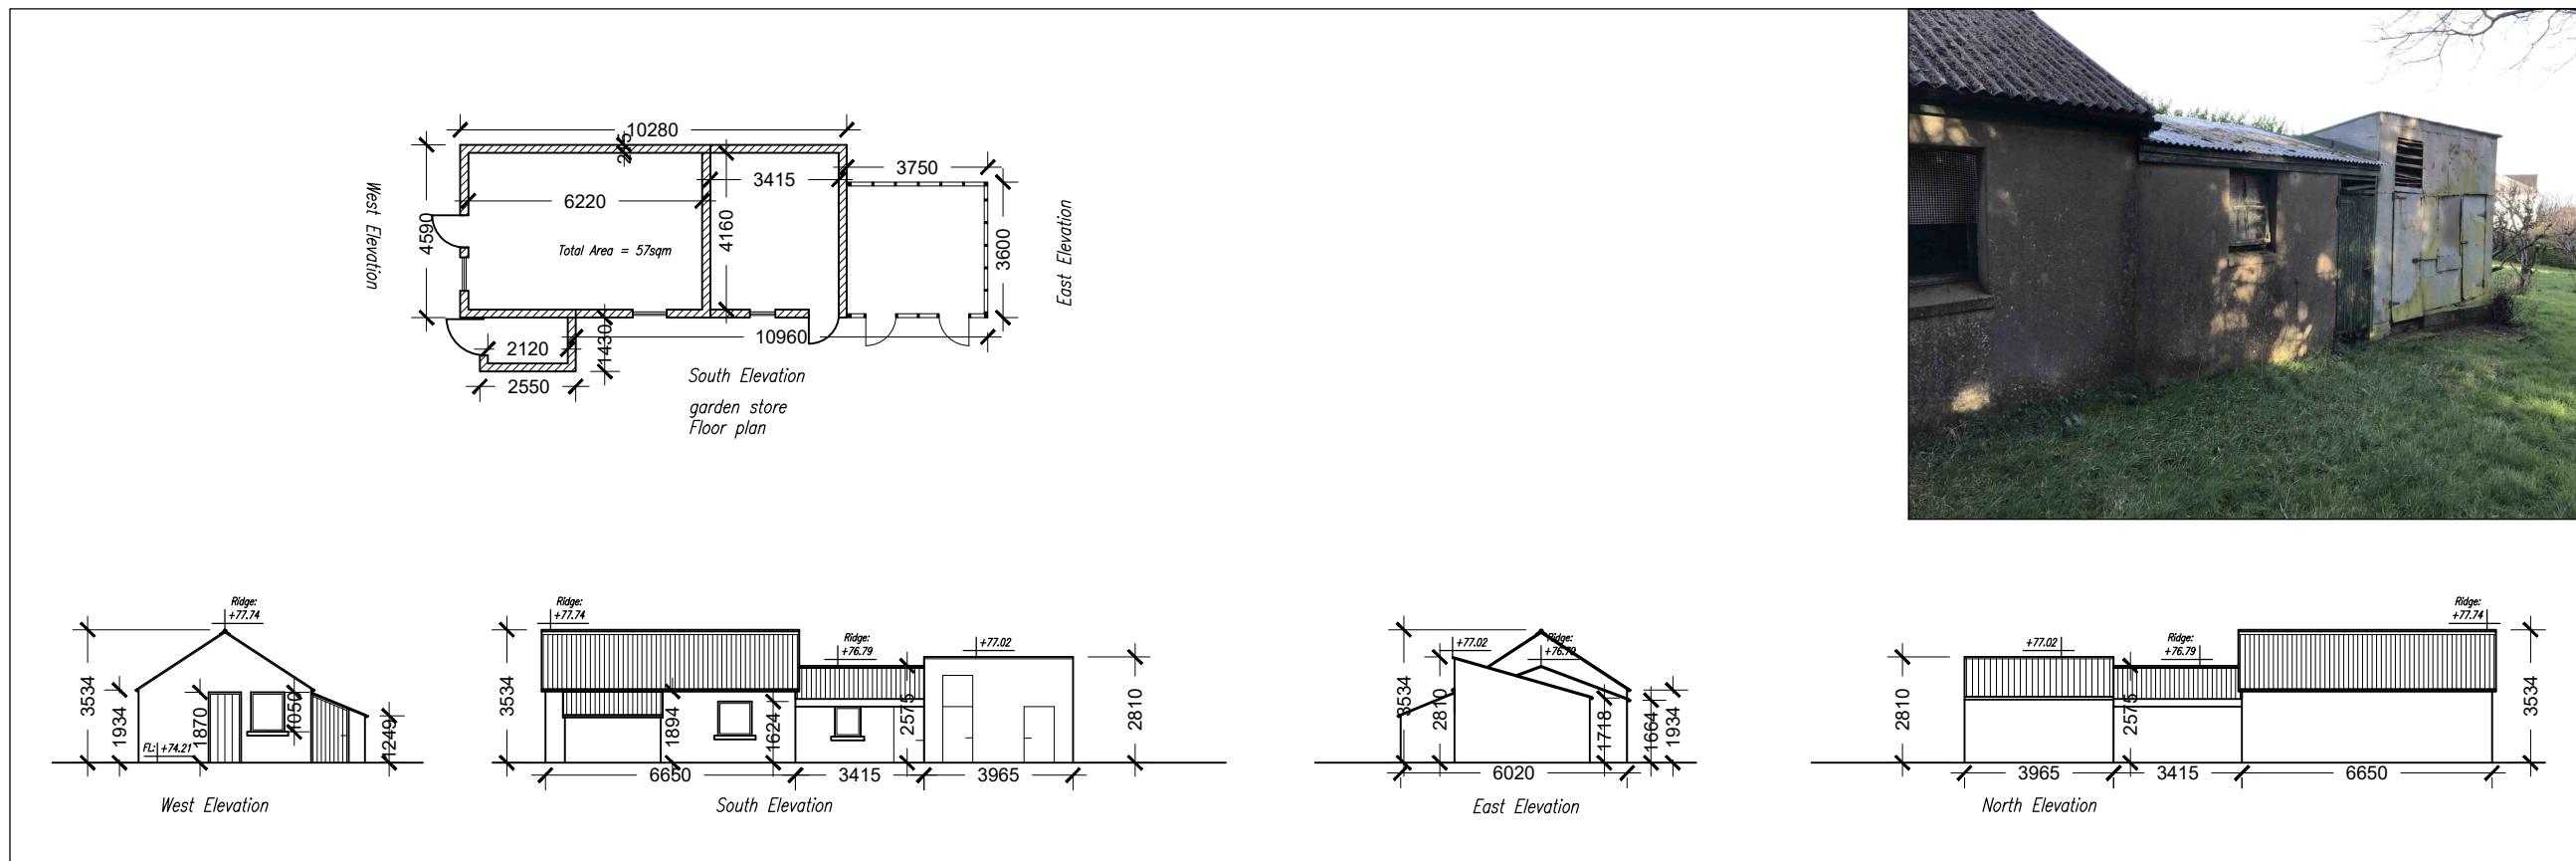 10280
215
3750
3415
6220
4590
4160
3600
West Elevation
East Elevation
Total Area = 57sqm
10960
1430
2120
2550
South Elevation
garden store
Floor plan
Ridge:
+77.74
3534
1934
1870
1050
1249
FL: +74.21
West Elevation
Ridge:
+77.74
Ridge:
+76.79
+77.02
3534
1894
1624
2575
2810
6650
3415
3965
South Elevation
+77.02
Ridge:
+76.79
3534
2810
1718
1664
1934
6020
East Elevation
Ridge:
+77.74
+77.02
Ridge:
+76.79
2810
2575
3534
3965
3415
6650
North Elevation